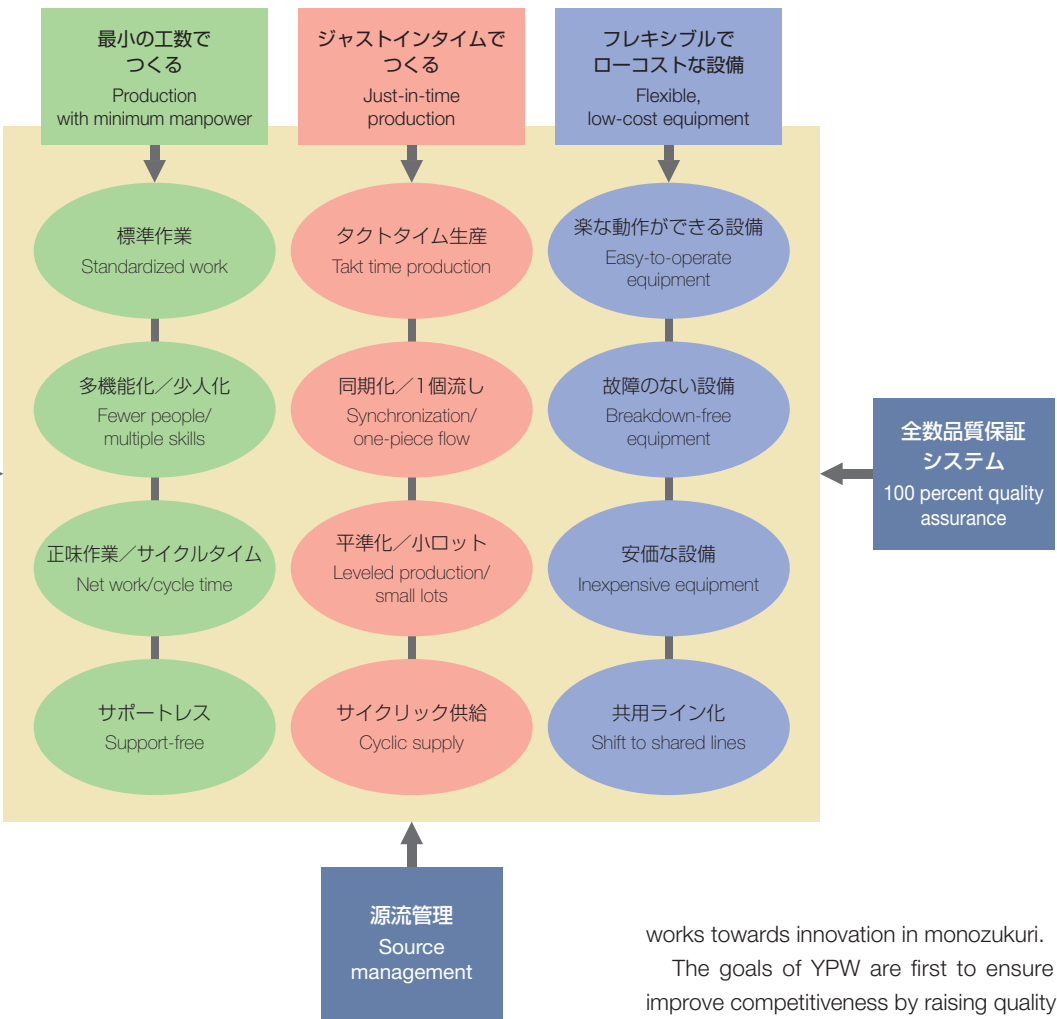 最小の工数で
つくる
Production
with minimum manpower
ジャストインタイムで
つくる
Just-in-time
production
フレキシブルで
ローコストな設備
Flexible,
low-cost equipment
標準作業
Standardized work
タクトタイム生産
Takt time production
楽な動作ができる設備
Easy-to-operate
equipment
多機能化／少人化
Fewer people/
multiple skills
同期化／1個流し
Synchronization/
one-piece flow
故障のない設備
Breakdown-free
equipment
全数品質保証
システム
100 percent quality
assurance
正味作業／サイクルタイム
Net work/cycle time
平準化／小ロット
Leveled production/
small lots
安価な設備
Inexpensive equipment
サポートレス
Support-free
サイクリック供給
Cyclic supply
共用ライン化
Shift to shared lines
源流管理
Source
management
works towards innovation in monozukuri.
The goals of YPW are first to ensure
improve competitiveness by raising quality